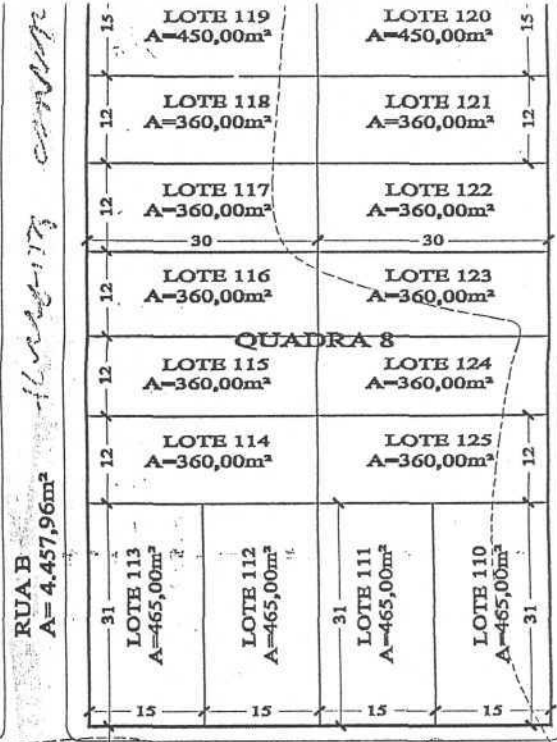 15
LOTE 119
A=450,00m²
LOTE 120
A=450,00m²
15
12
LOTE 118
A=360,00m²
LOTE 121
A=360,00m²
12
12
LOTE 117
A=360,00m²
LOTE 122
A=360,00m²
30
30
12
LOTE 116
A=360,00m²
LOTE 123
A=360,00m²
QUADRA 8
12
LOTE 115
A=360,00m²
LOTE 124
A=360,00m²
12
LOTE 114
A=360,00m²
LOTE 125
A=360,00m²
12
RUA B
A= 4.457,96m²
31
LOTE 113
A=465,00m²
LOTE 112
A=465,00m²
31
LOTE 111
A=465,00m²
LOTE 110
A=465,00m²
31
15
15
15
15